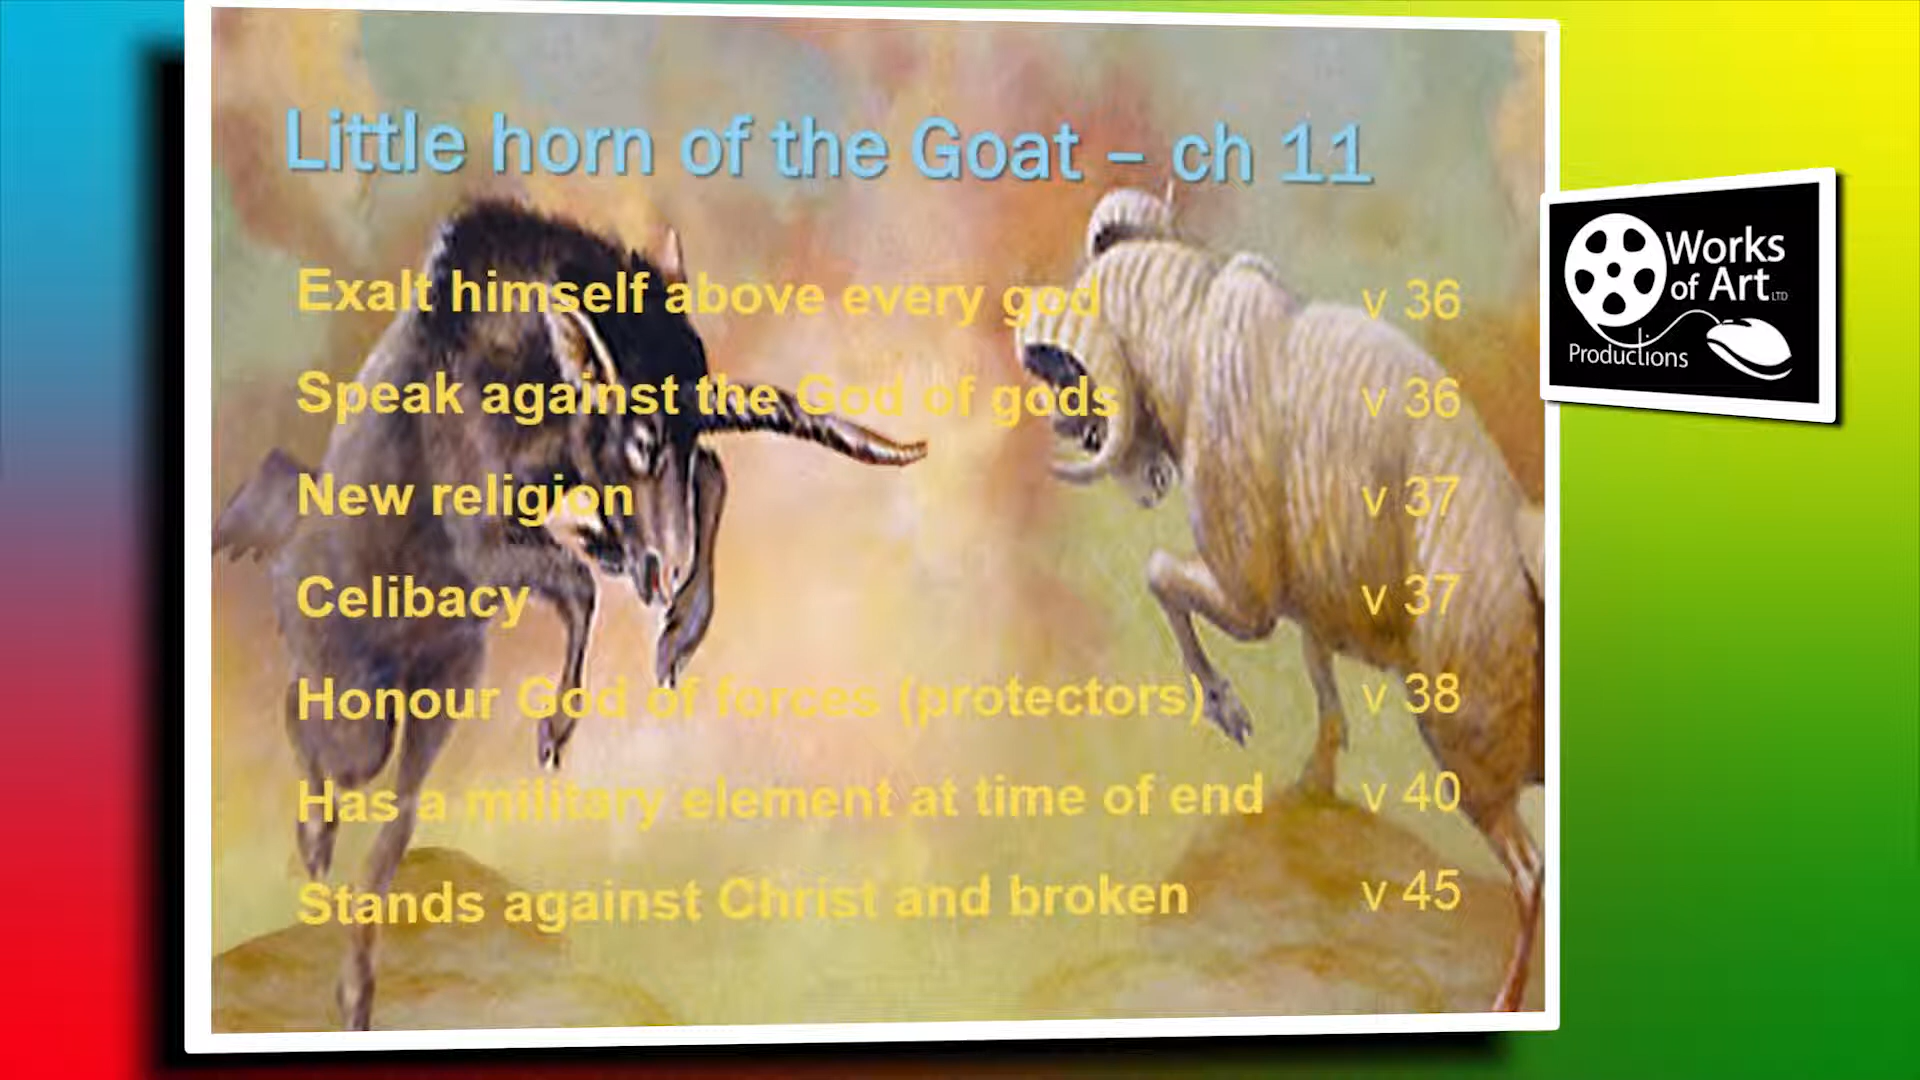 Little horn of the Goat – ch 11
Exalt himself above every god v 36
Speak against the God of gods v 36
New religion v 37
Celibacy v 37
Honour God of forces (protectors) v 38
Has a military element at time of end v 40
Stands against Christ and broken v 45
Works
of Art LTD
Productions